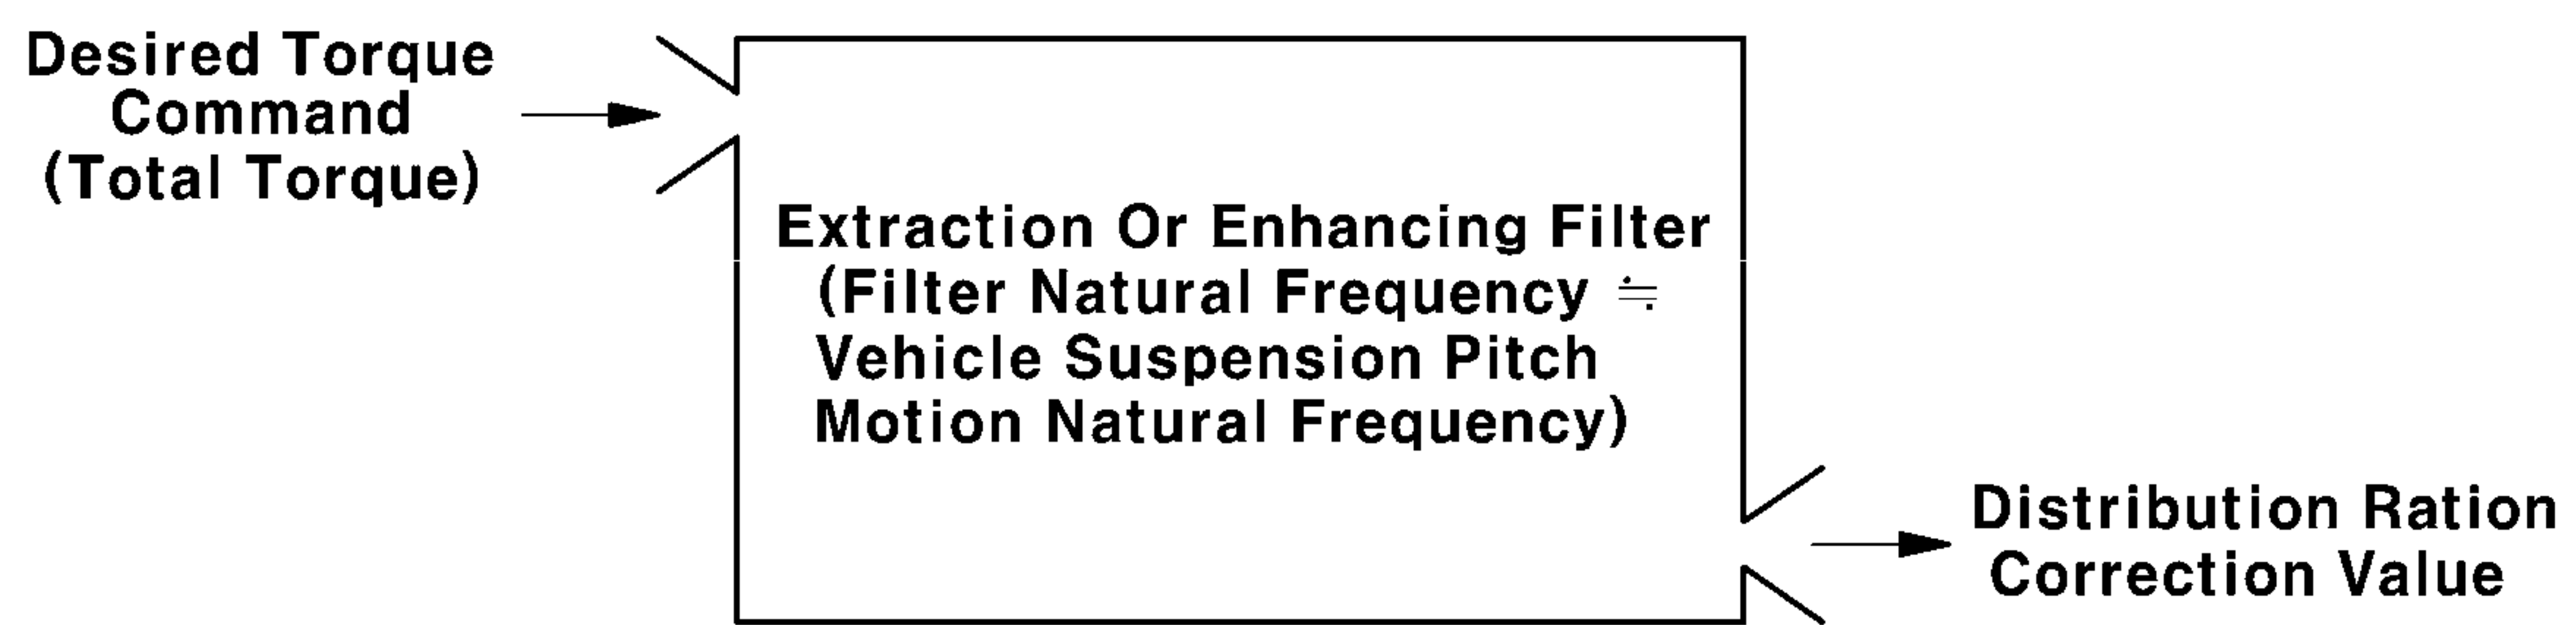 Desired Torque
Command
(Total Torque)
Extraction Or Enhancing Filter
(Filter Natural Frequency ≒
Vehicle Suspension Pitch
Motion Natural Frequency)
Distribution Ration
Correction Value